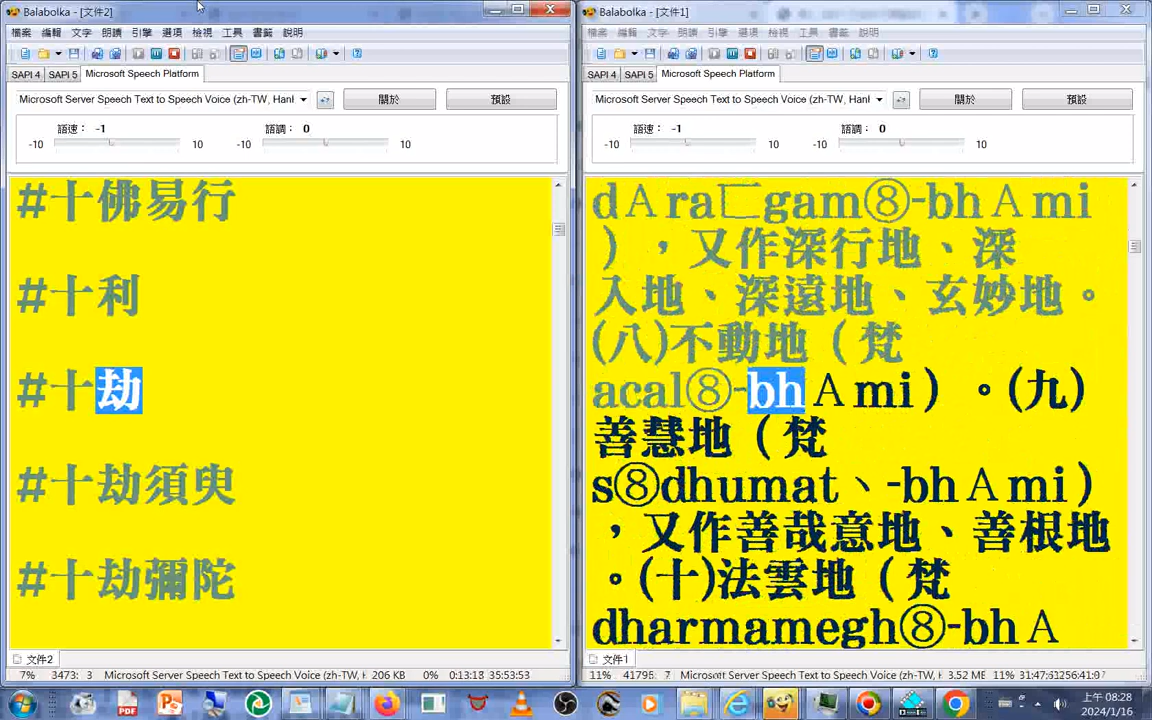 Balabolka - [文件2]
檔案 編輯 文字 朗讀 引擎 選項 檢視 工具 書籤 說明
SAPI 4 SAPI 5 Microsoft Speech Platform
Microsoft Server Speech Text to Speech Voice (zh-TW, HanH
關於 預設
語速： -1 語調： 0
-10 10 -10 10
#十佛易行
#十利
#十劫
#十劫須臾
#十劫彌陀
文件2
7% 3473: 3 Microsoft Server Speech Text to Speech Voice (zh-TW, H 206 KB 0% 0:13:18 35:53:53
Balabolka - [文件1]
檔案 編輯 文字 朗讀 引擎 選項 檢視 工具 書籤 說明
SAPI 4 SAPI 5 Microsoft Speech Platform
Microsoft Server Speech Text to Speech Voice (zh-TW, HanH
關於 預設
語速： -1 語調： 0
-10 10 -10 10
dＡra匚gam⑧-bhＡmi
），又作深行地、深
入地、深遠地、玄妙地。
(八)不動地（梵
acal⑧-bhＡmi）。(九)
善慧地（梵
s⑧dhumat、-bhＡmi）
，又作善哉意地、善根地
。(十)法雲地（梵
dharmamegh⑧-bhＡ
文件1
11% 41795: 7 Microsoft Server Speech Text to Speech Voice (zh-TW, H 3.52 MB 11%
上午 08:28
2024/1/16